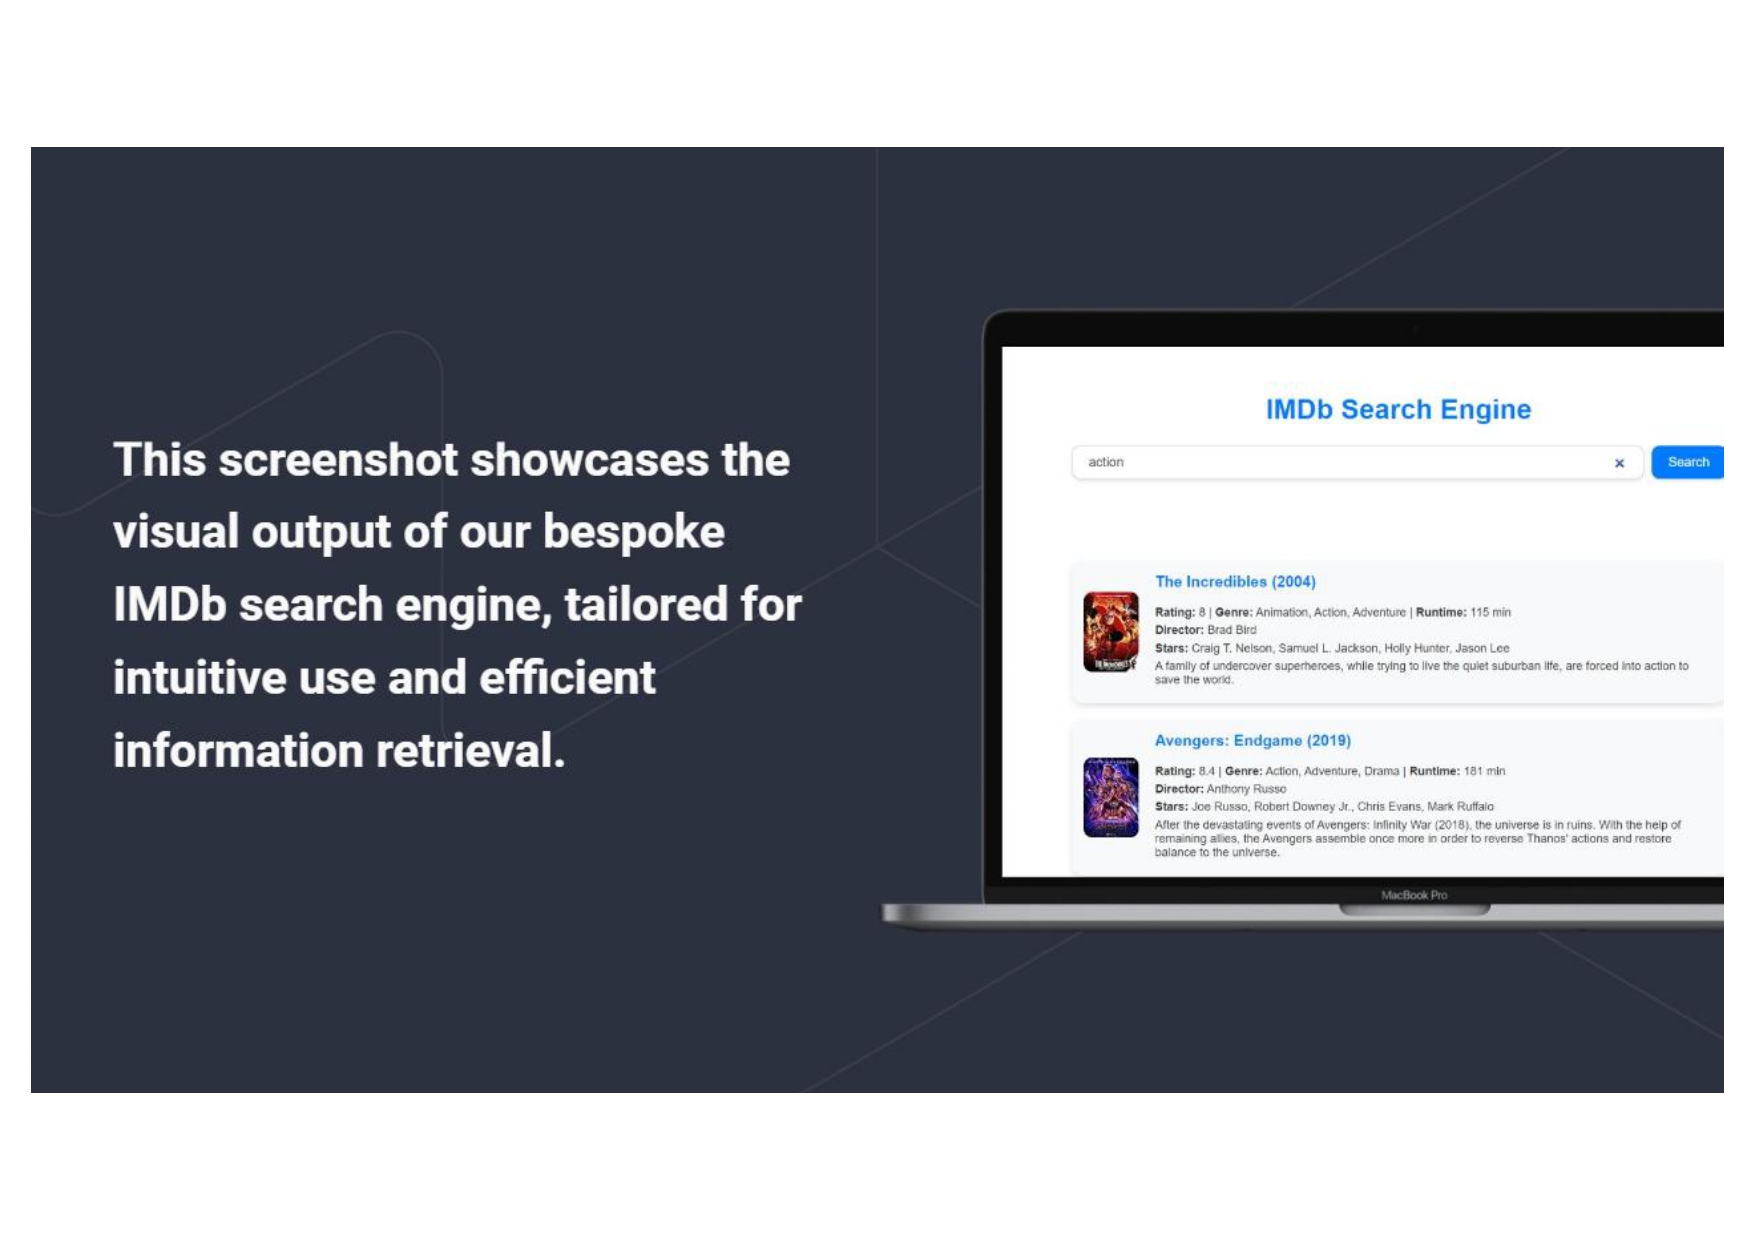 This screenshot showcases the
visual output of our bespoke
IMDb search engine, tailored for
intuitive use and efficient
information retrieval.
IMDb Search Engine
action × Search
The Incredibles (2004)
Rating: 8 | Genre: Animation, Action, Adventure | Runtime: 115 min
Director: Brad Bird
Stars: Craig T. Nelson, Samuel L. Jackson, Holly Hunter, Jason Lee
A family of undercover superheroes, while trying to live the quiet suburban life, are forced into action to
save the world.
Avengers: Endgame (2019)
Rating: 8.4 | Genre: Action, Adventure, Drama | Runtime: 181 min
Director: Anthony Russo
Stars: Joe Russo, Robert Downey Jr., Chris Evans, Mark Ruffalo
After the devastating events of Avengers: Infinity War (2018), the universe is in ruins. With the help of
remaining allies, the Avengers assemble once more in order to reverse Thanos' actions and restore
balance to the universe.
MacBook Pro